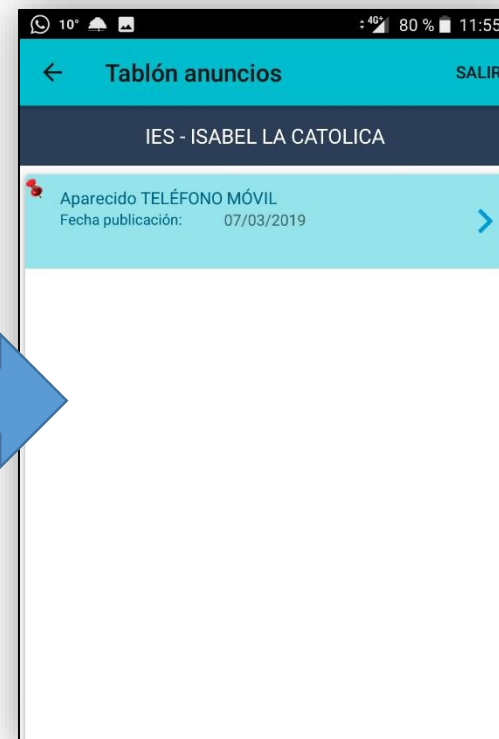 10° 4G+ 80 % 11:55
Tablón anuncios SALIR
IES - ISABEL LA CATOLICA
Aparecido TELÉFONO MÓVIL
Fecha publicación: 07/03/2019